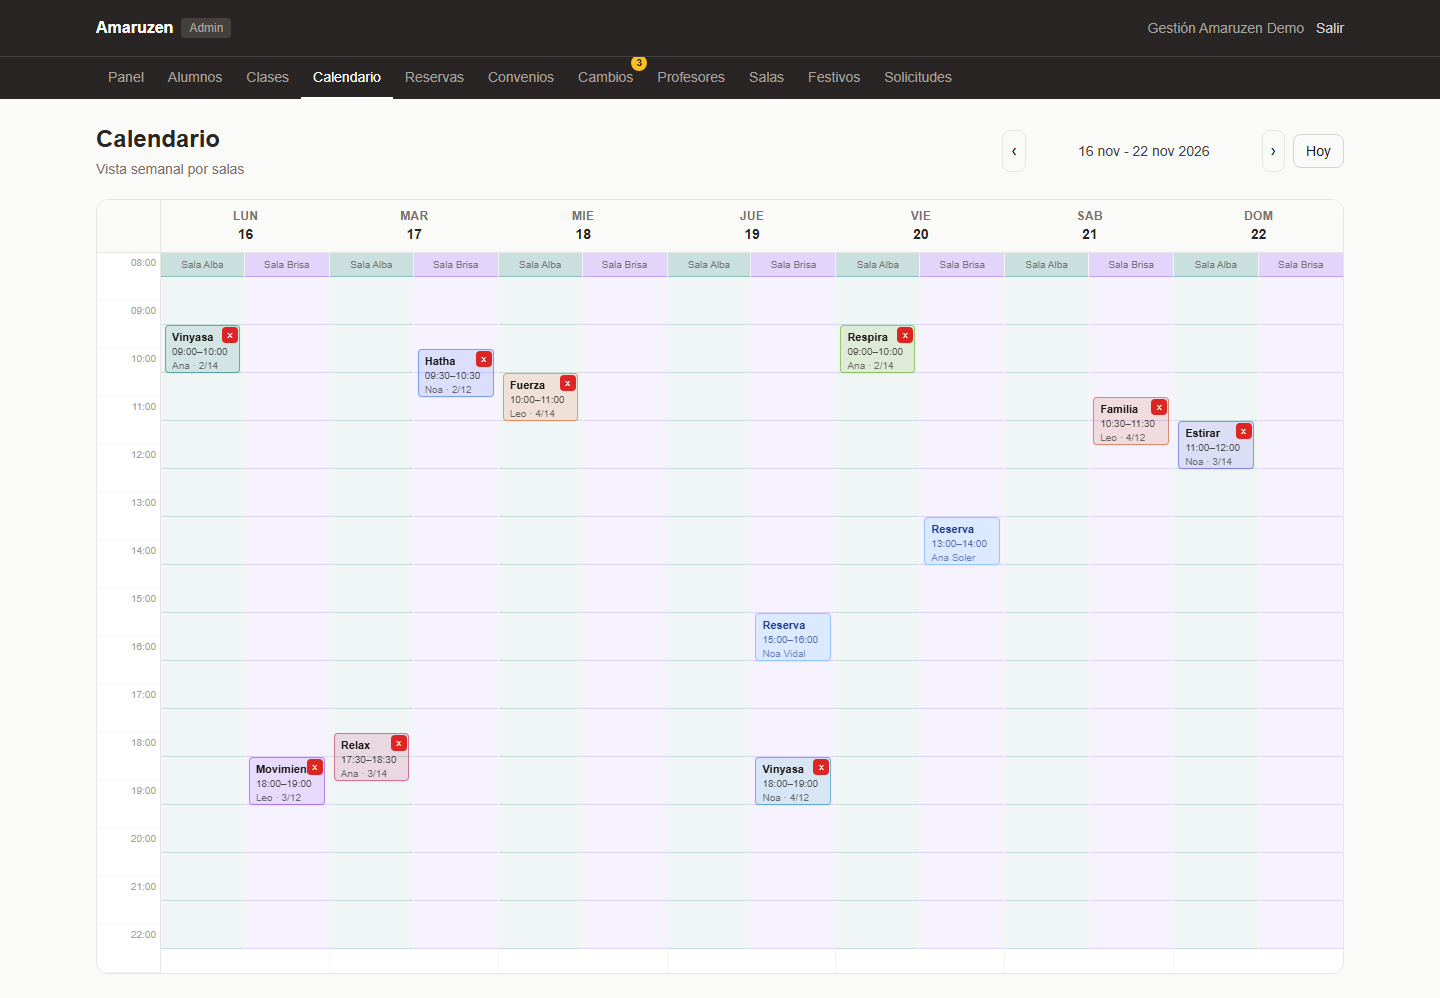 Amaruzen Admin Gestión Amaruzen Demo Salir
Panel Alumnos Clases Calendario Reservas Convenios Cambios 3 Profesores Salas Festivos Solicitudes
Calendario
Vista semanal por salas
‹ 16 nov - 22 nov 2026 › Hoy
LUN MAR MIE JUE VIE SAB DOM
16 17 18 19 20 21 22
08:00 Sala Alba Sala Brisa Sala Alba Sala Brisa Sala Alba Sala Brisa Sala Alba Sala Brisa Sala Alba Sala Brisa Sala Alba Sala Brisa Sala Alba Sala Brisa
09:00
Vinyasa x
09:00–10:00
Ana · 2/14
Respira x
09:00–10:00
Ana · 2/14
10:00
Hatha x
09:30–10:30
Noa · 2/12
Fuerza x
10:00–11:00
Leo · 4/14
11:00
Familia x
10:30–11:30
Leo · 4/12
Estirar x
11:00–12:00
Noa · 3/14
12:00
13:00
Reserva
13:00–14:00
Ana Soler
14:00
15:00
Reserva
15:00–16:00
Noa Vidal
16:00
17:00
18:00
Relax x
17:30–18:30
Ana · 3/14
Movimien x
18:00–19:00
Leo · 3/12
Vinyasa x
18:00–19:00
Noa · 4/12
19:00
20:00
21:00
22:00